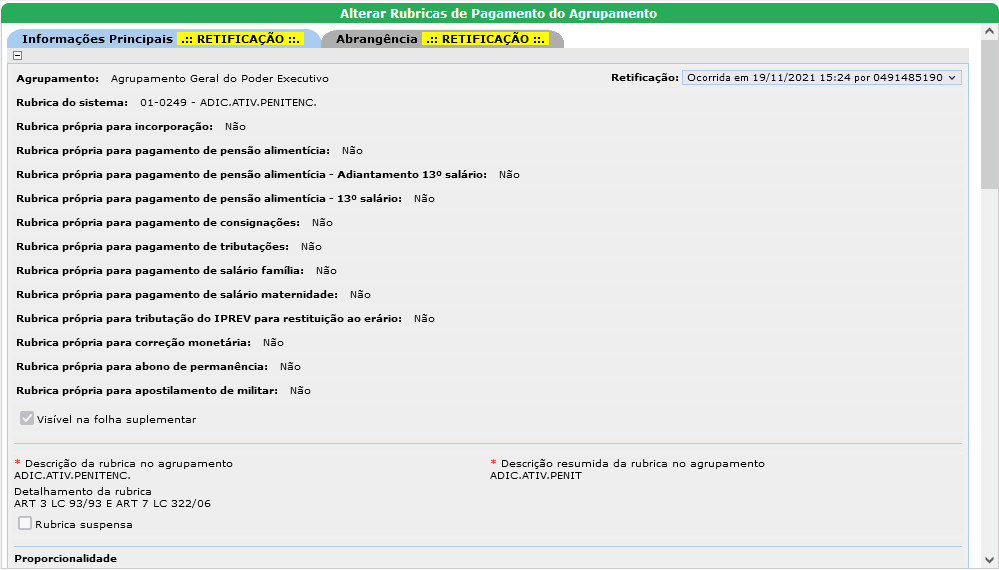 Alterar Rubricas de Pagamento do Agrupamento
Informações Principais .:: RETIFICAÇÃO ::. Abrangência .:: RETIFICAÇÃO ::.
Agrupamento: Agrupamento Geral do Poder Executivo Retificação: Ocorrida em 19/11/2021 15:24 por 0491485190
Rubrica do sistema: 01-0249 - ADIC.ATIV.PENITENC.
Rubrica própria para incorporação: Não
Rubrica própria para pagamento de pensão alimentícia: Não
Rubrica própria para pagamento de pensão alimentícia - Adiantamento 13º salário: Não
Rubrica própria para pagamento de pensão alimentícia - 13º salário: Não
Rubrica própria para pagamento de consignações: Não
Rubrica própria para pagamento de tributações: Não
Rubrica própria para pagamento de salário família: Não
Rubrica própria para pagamento de salário maternidade: Não
Rubrica própria para tributação do IPREV para restituição ao erário: Não
Rubrica própria para correção monetária: Não
Rubrica própria para abono de permanência: Não
Rubrica própria para apostilamento de militar: Não
Visível na folha suplementar
* Descrição da rubrica no agrupamento * Descrição resumida da rubrica no agrupamento
ADIC.ATIV.PENITENC. ADIC.ATIV.PENIT
Detalhamento da rubrica
ART 3 LC 93/93 E ART 7 LC 322/06
Rubrica suspensa
Proporcionalidade